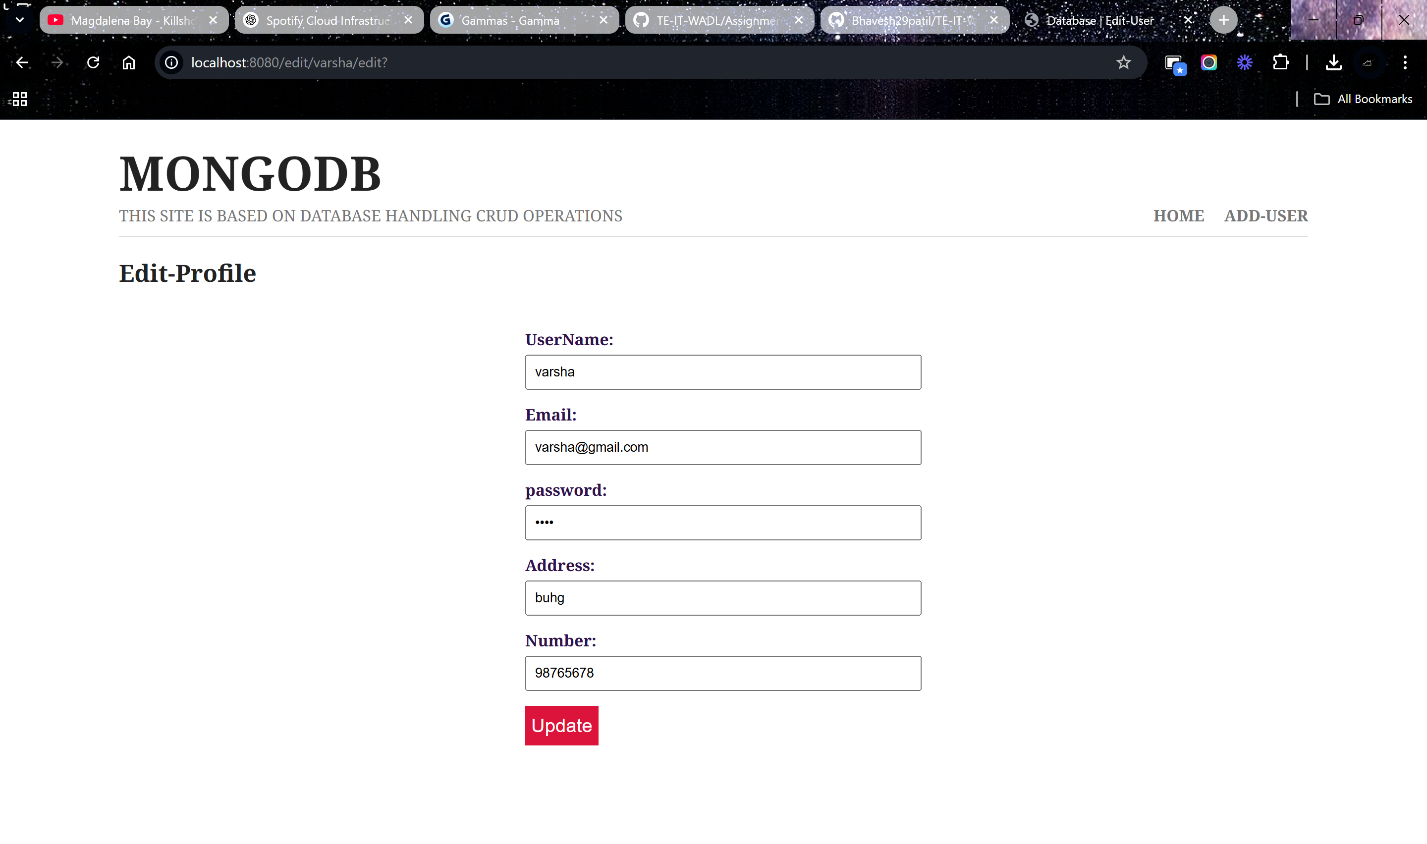 Magdalena Bay - Killsh
Spotify Cloud Infrastruc
Gammas - Gamma
TE-IT-WADL/Assignme
Bhavesh29patil/TE-IT-
Database | Edit-User
localhost:8080/edit/varsha/edit?
All Bookmarks
MONGODB
THIS SITE IS BASED ON DATABASE HANDLING CRUD OPERATIONS
HOME ADD-USER
Edit-Profile
UserName:
varsha
Email:
varsha@gmail.com
password:
••••
Address:
buhg
Number:
98765678
Update